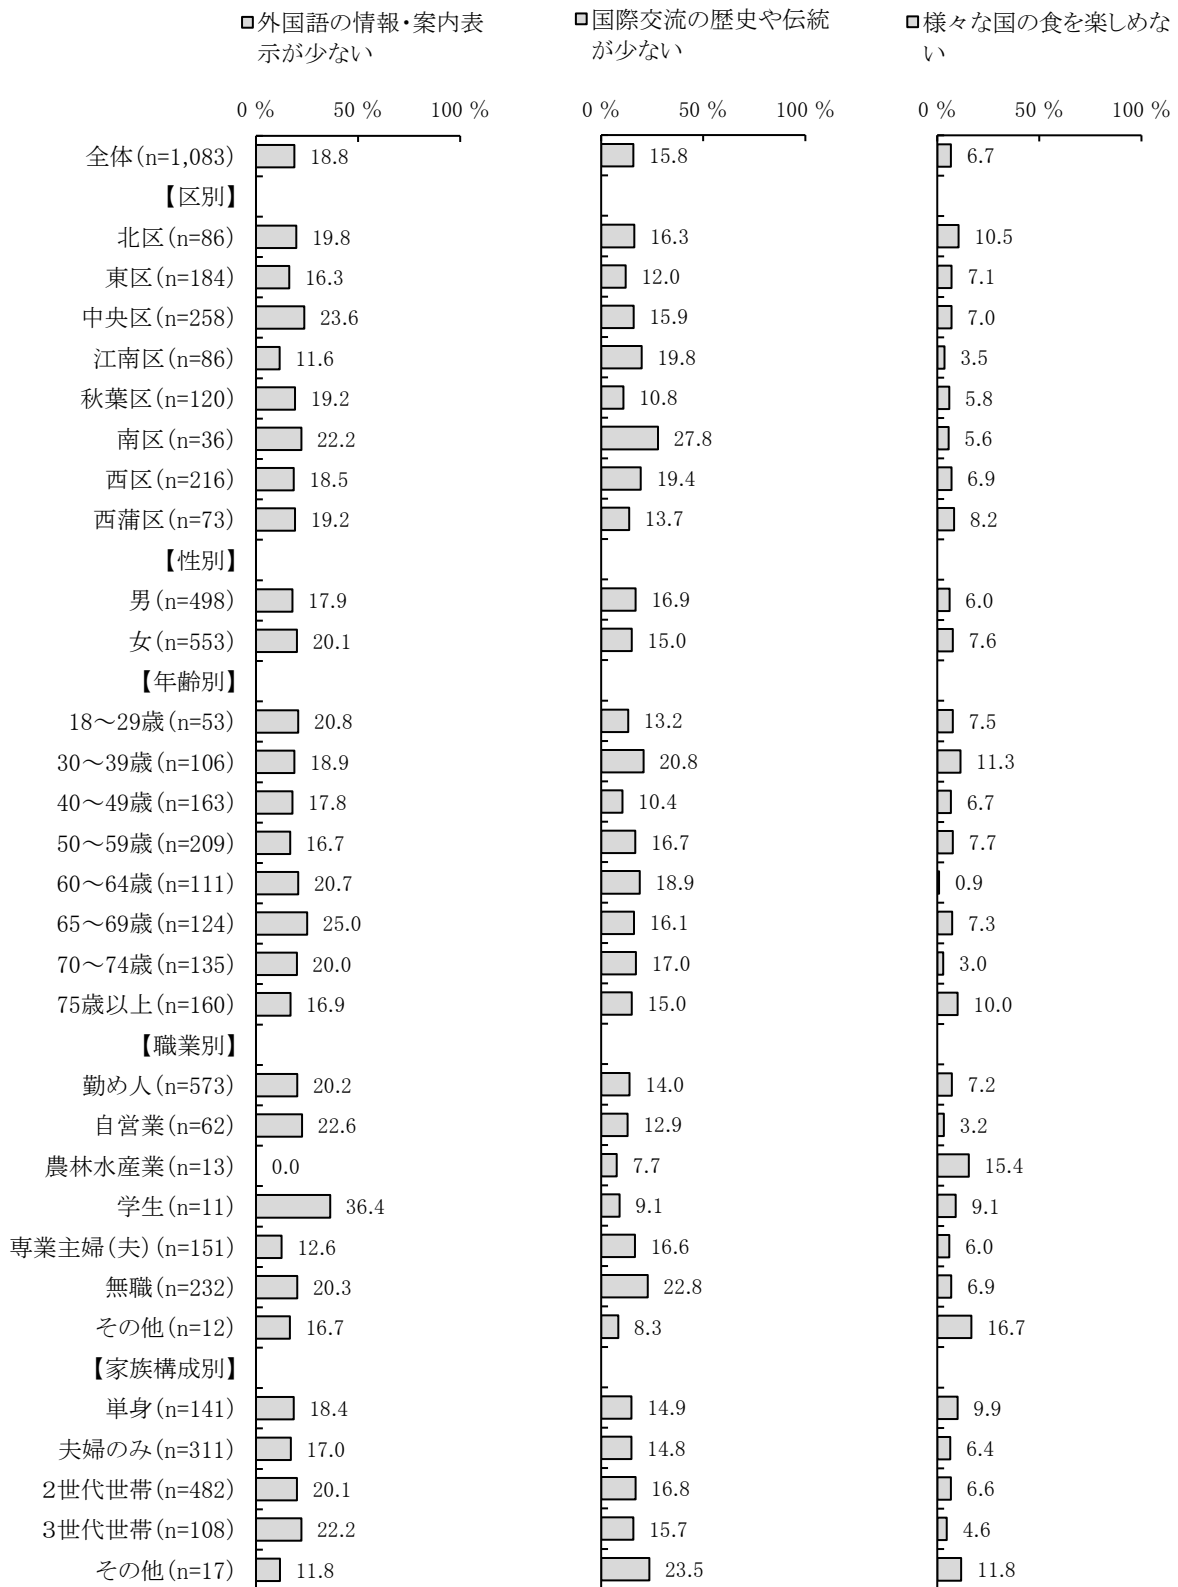 □外国語の情報・案内表
示が少ない
□国際交流の歴史や伝統
が少ない
□様々な国の食を楽しめな
い
0 % 50 % 100 % 0 % 50 % 100 % 0 % 50 % 100 %
全体(n=1,083) 18.8 15.8 6.7
【区別】
北区(n=86) 19.8 16.3 10.5
東区(n=184) 16.3 12.0 7.1
中央区(n=258) 23.6 15.9 7.0
江南区(n=86) 11.6 19.8 3.5
秋葉区(n=120) 19.2 10.8 5.8
南区(n=36) 22.2 27.8 5.6
西区(n=216) 18.5 19.4 6.9
西蒲区(n=73) 19.2 13.7 8.2
【性別】
男(n=498) 17.9 16.9 6.0
女(n=553) 20.1 15.0 7.6
【年齢別】
18～29歳(n=53) 20.8 13.2 7.5
30～39歳(n=106) 18.9 20.8 11.3
40～49歳(n=163) 17.8 10.4 6.7
50～59歳(n=209) 16.7 16.7 7.7
60～64歳(n=111) 20.7 18.9 0.9
65～69歳(n=124) 25.0 16.1 7.3
70～74歳(n=135) 20.0 17.0 3.0
75歳以上(n=160) 16.9 15.0 10.0
【職業別】
勤め人(n=573) 20.2 14.0 7.2
自営業(n=62) 22.6 12.9 3.2
農林水産業(n=13) 0.0 7.7 15.4
学生(n=11) 36.4 9.1 9.1
専業主婦(夫)(n=151) 12.6 16.6 6.0
無職(n=232) 20.3 22.8 6.9
その他(n=12) 16.7 8.3 16.7
【家族構成別】
単身(n=141) 18.4 14.9 9.9
夫婦のみ(n=311) 17.0 14.8 6.4
２世代世帯(n=482) 20.1 16.8 6.6
３世代世帯(n=108) 22.2 15.7 4.6
その他(n=17) 11.8 23.5 11.8